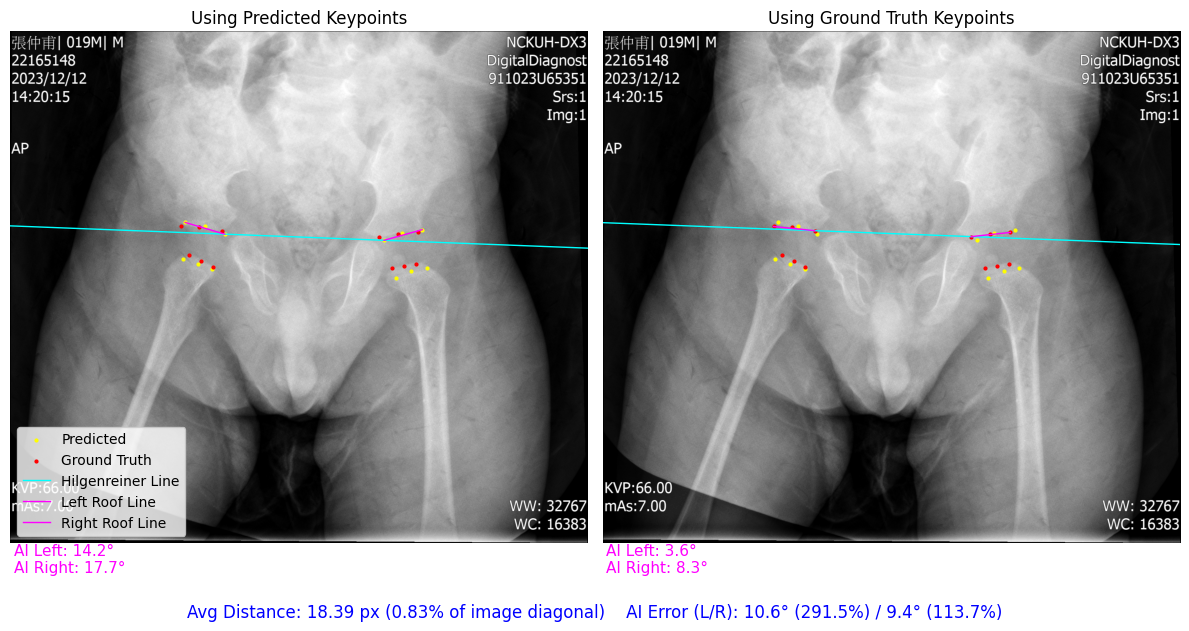 Using Predicted Keypoints
張仲甫| 019M| M
22165148
2023/12/12
14:20:15
AP
NCKUH-DX3
DigitalDiagnost
911023U65351
Srs:1
Img:1
Predicted
Ground Truth
Hilgenreiner Line
Left Roof Line
Right Roof Line
KVP:66.00
mAs:7.00
WW: 32767
WC: 16383
AI Left: 14.2°
AI Right: 17.7°
Using Ground Truth Keypoints
張仲甫| 019M| M
22165148
2023/12/12
14:20:15
AP
NCKUH-DX3
DigitalDiagnost
911023U65351
Srs:1
Img:1
KVP:66.00
mAs:7.00
WW: 32767
WC: 16383
AI Left: 3.6°
AI Right: 8.3°
Avg Distance: 18.39 px (0.83% of image diagonal) AI Error (L/R): 10.6° (291.5%) / 9.4° (113.7%)